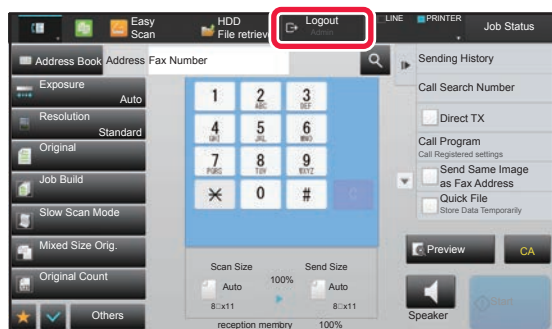 Easy
Scan
HDD
File retrieve
Logout
Admin
LINE
PRINTER
Job Status
Address Book
Address
Fax Number
Sending History
Call Search Number
Direct TX
Call Program
Call Registered settings
Send Same Image
as Fax Address
Quick File
Store Data Temporarily
Exposure
Auto
Resolution
Standard
Original
Job Build
Slow Scan Mode
Mixed Size Orig.
Original Count
Others
1
2
ABC
3
DEF
4
GHI
5
JKL
6
MNO
7
PQRS
8
TUV
9
WXYZ
0
#
C
Scan Size
100%
Send Size
Auto
Auto
8□x11
8□x11
reception memory 100%
Preview
CA
Speaker
Start